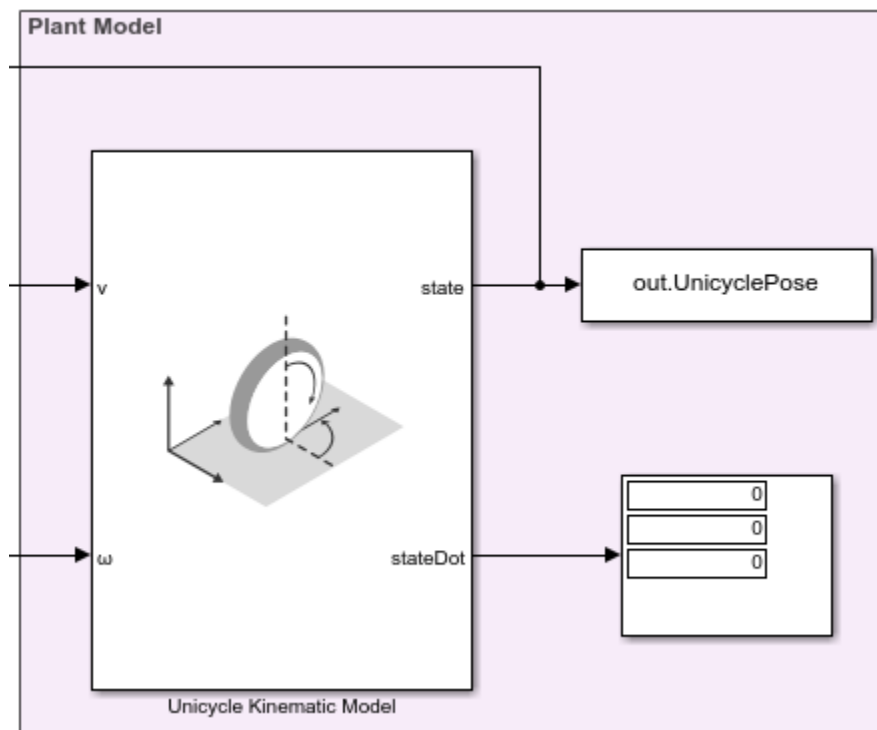 Plant Model
v
state
out.UnicyclePose
0
0
0
ω
stateDot
Unicycle Kinematic Model